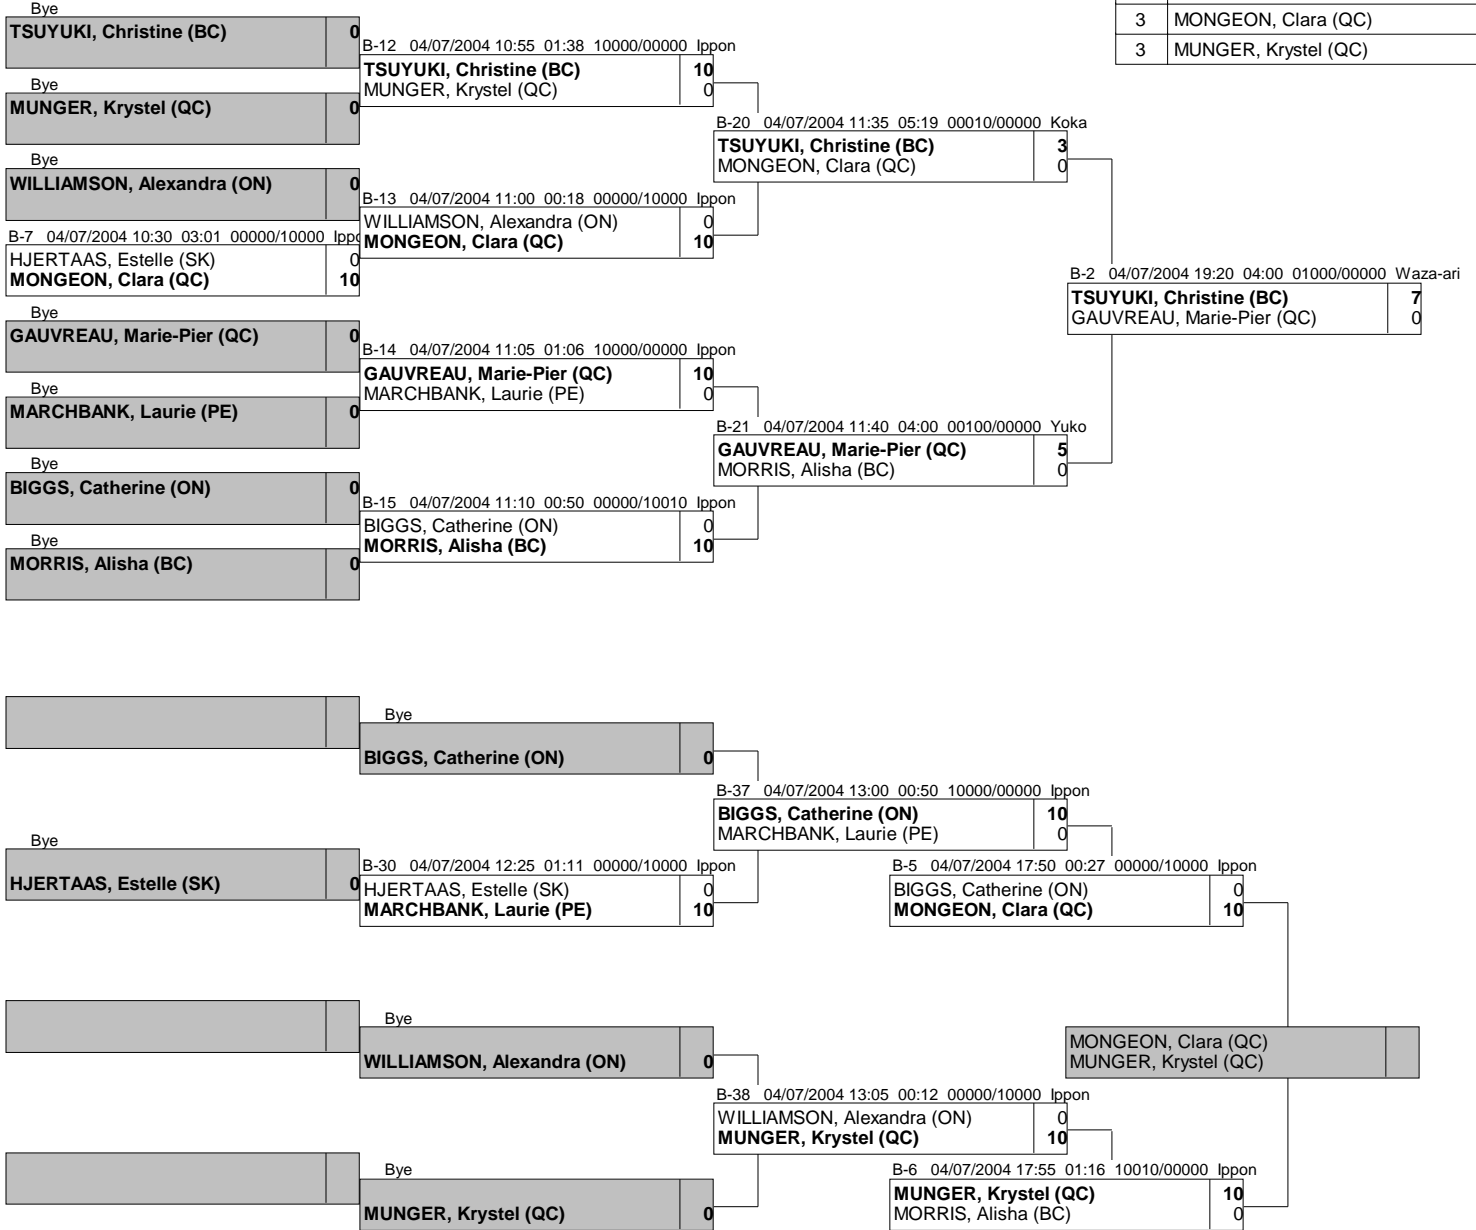 Bye
TSUYUKI, Christine (BC) 0
Bye
MUNGER, Krystel (QC) 0
Bye
WILLIAMSON, Alexandra (ON) 0
B-7 04/07/2004 10:30 03:01 00000/10000 Ippo
HJERTAAS, Estelle (SK) 0
MONGEON, Clara (QC) 10
Bye
GAUVREAU, Marie-Pier (QC) 0
Bye
MARCHBANK, Laurie (PE) 0
Bye
BIGGS, Catherine (ON) 0
Bye
MORRIS, Alisha (BC) 0
B-12 04/07/2004 10:55 01:38 10000/00000 Ippon
TSUYUKI, Christine (BC) 10
MUNGER, Krystel (QC) 0
B-13 04/07/2004 11:00 00:18 00000/10000 Ippon
WILLIAMSON, Alexandra (ON) 0
MONGEON, Clara (QC) 10
B-14 04/07/2004 11:05 01:06 10000/00000 Ippon
GAUVREAU, Marie-Pier (QC) 10
MARCHBANK, Laurie (PE) 0
B-15 04/07/2004 11:10 00:50 00000/10010 Ippon
BIGGS, Catherine (ON) 0
MORRIS, Alisha (BC) 10
B-20 04/07/2004 11:35 05:19 00010/00000 Koka
TSUYUKI, Christine (BC) 3
MONGEON, Clara (QC) 0
B-21 04/07/2004 11:40 04:00 00100/00000 Yuko
GAUVREAU, Marie-Pier (QC) 5
MORRIS, Alisha (BC) 0
3 MONGEON, Clara (QC)
3 MUNGER, Krystel (QC)
B-2 04/07/2004 19:20 04:00 01000/00000 Waza-ari
TSUYUKI, Christine (BC) 7
GAUVREAU, Marie-Pier (QC) 0
Bye
HJERTAAS, Estelle (SK) 0
Bye
BIGGS, Catherine (ON) 0
B-30 04/07/2004 12:25 01:11 00000/10000 Ippon
HJERTAAS, Estelle (SK) 0
MARCHBANK, Laurie (PE) 10
Bye
WILLIAMSON, Alexandra (ON) 0
Bye
MUNGER, Krystel (QC) 0
B-37 04/07/2004 13:00 00:50 10000/00000 Ippon
BIGGS, Catherine (ON) 10
MARCHBANK, Laurie (PE) 0
B-38 04/07/2004 13:05 00:12 00000/10000 Ippon
WILLIAMSON, Alexandra (ON) 0
MUNGER, Krystel (QC) 10
B-5 04/07/2004 17:50 00:27 00000/10000 Ippon
BIGGS, Catherine (ON) 0
MONGEON, Clara (QC) 10
B-6 04/07/2004 17:55 01:16 10010/00000 Ippon
MUNGER, Krystel (QC) 10
MORRIS, Alisha (BC) 0
MONGEON, Clara (QC)
MUNGER, Krystel (QC)